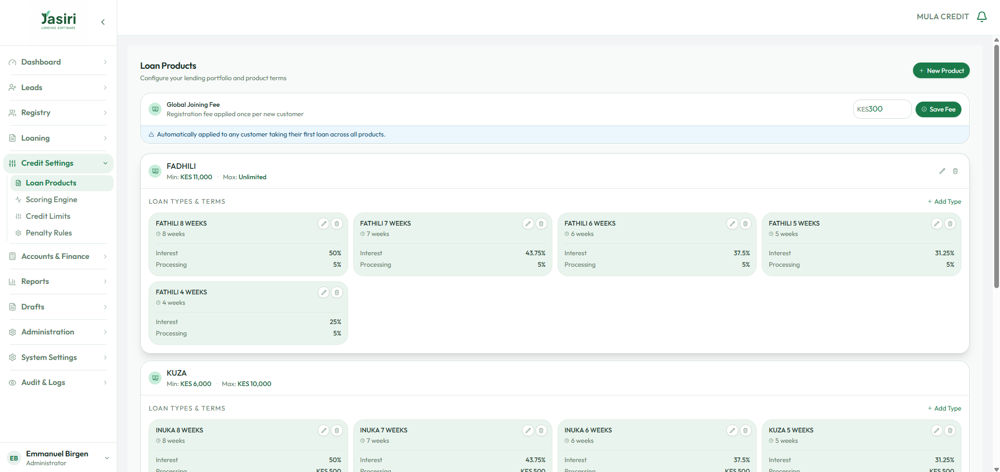 Yasiri
LENDING SOFTWARE
MULA CREDIT
Dashboard
Leads
Registry
Loaning
Credit Settings
Loan Products
Scoring Engine
Credit Limits
Penalty Rules
Accounts & Finance
Reports
Drafts
Administration
System Settings
Audit & Logs
EB
Emmanuel Birgen
Administrator
Loan Products
Configure your lending portfolio and product terms
+ New Product
Global Joining Fee
Registration fee applied once per new customer
KES300
Save Fee
Automatically applied to any customer taking their first loan across all products.
FADHILI
Min: KES 11,000 · Max: Unlimited
LOAN TYPES & TERMS
+ Add Type
FATHILI 8 WEEKS
8 weeks
Interest 50%
Processing 5%
FATHILI 7 WEEKS
7 weeks
Interest 43.75%
Processing 5%
FATHILI 6 WEEKS
6 weeks
Interest 37.5%
Processing 5%
FATHILI 5 WEEKS
5 weeks
Interest 31.25%
Processing 5%
FATHILI 4 WEEKS
4 weeks
Interest 25%
Processing 5%
KUZA
Min: KES 6,000 · Max: KES 10,000
LOAN TYPES & TERMS
+ Add Type
INUKA 8 WEEKS
8 weeks
Interest 50%
Processing KES 500
INUKA 7 WEEKS
7 weeks
Interest 43.75%
Processing KES 500
INUKA 6 WEEKS
6 weeks
Interest 37.5%
Processing KES 500
KUZA 5 WEEKS
5 weeks
Interest 31.25%
Processing KES 500